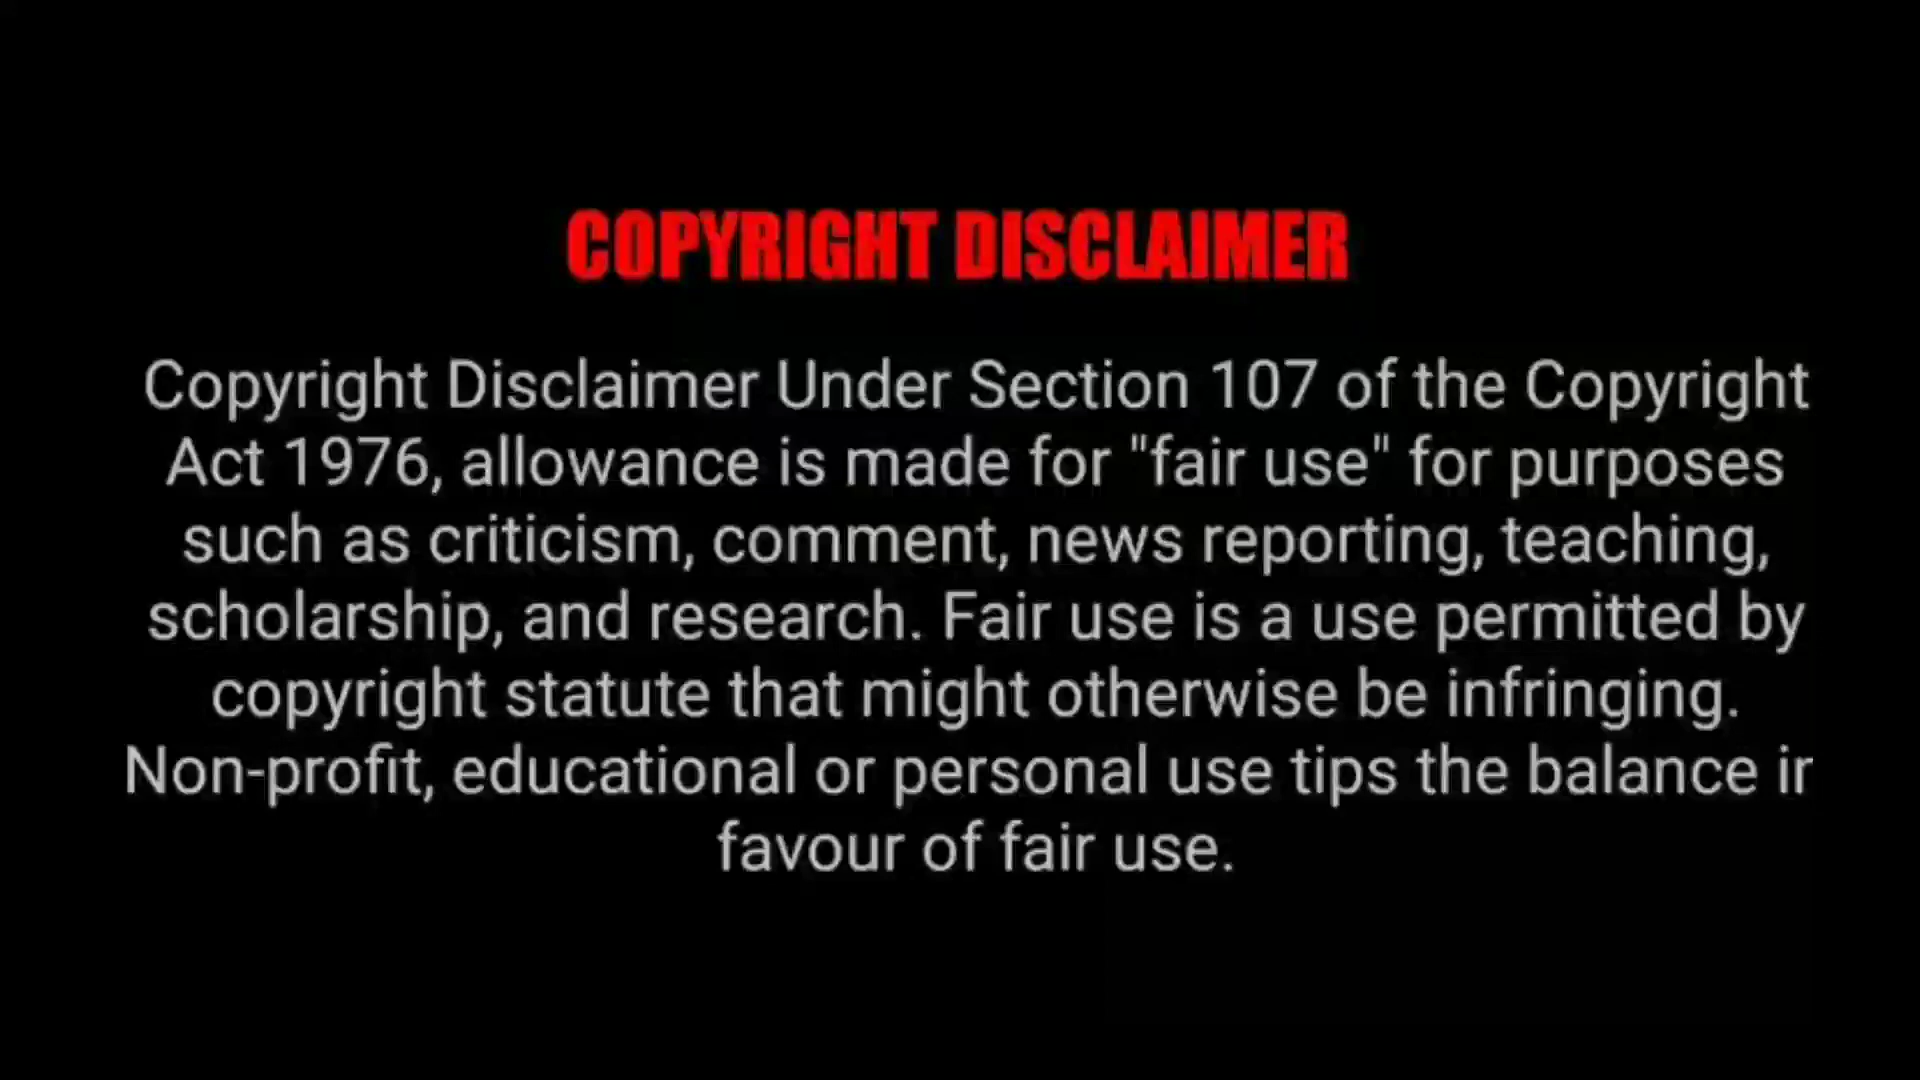 COPYRIGHT DISCLAIMER
Copyright Disclaimer Under Section 107 of the Copyright
Act 1976, allowance is made for "fair use" for purposes
such as criticism, comment, news reporting, teaching,
scholarship, and research. Fair use is a use permitted by
copyright statute that might otherwise be infringing.
Non-profit, educational or personal use tips the balance ir
favour of fair use.